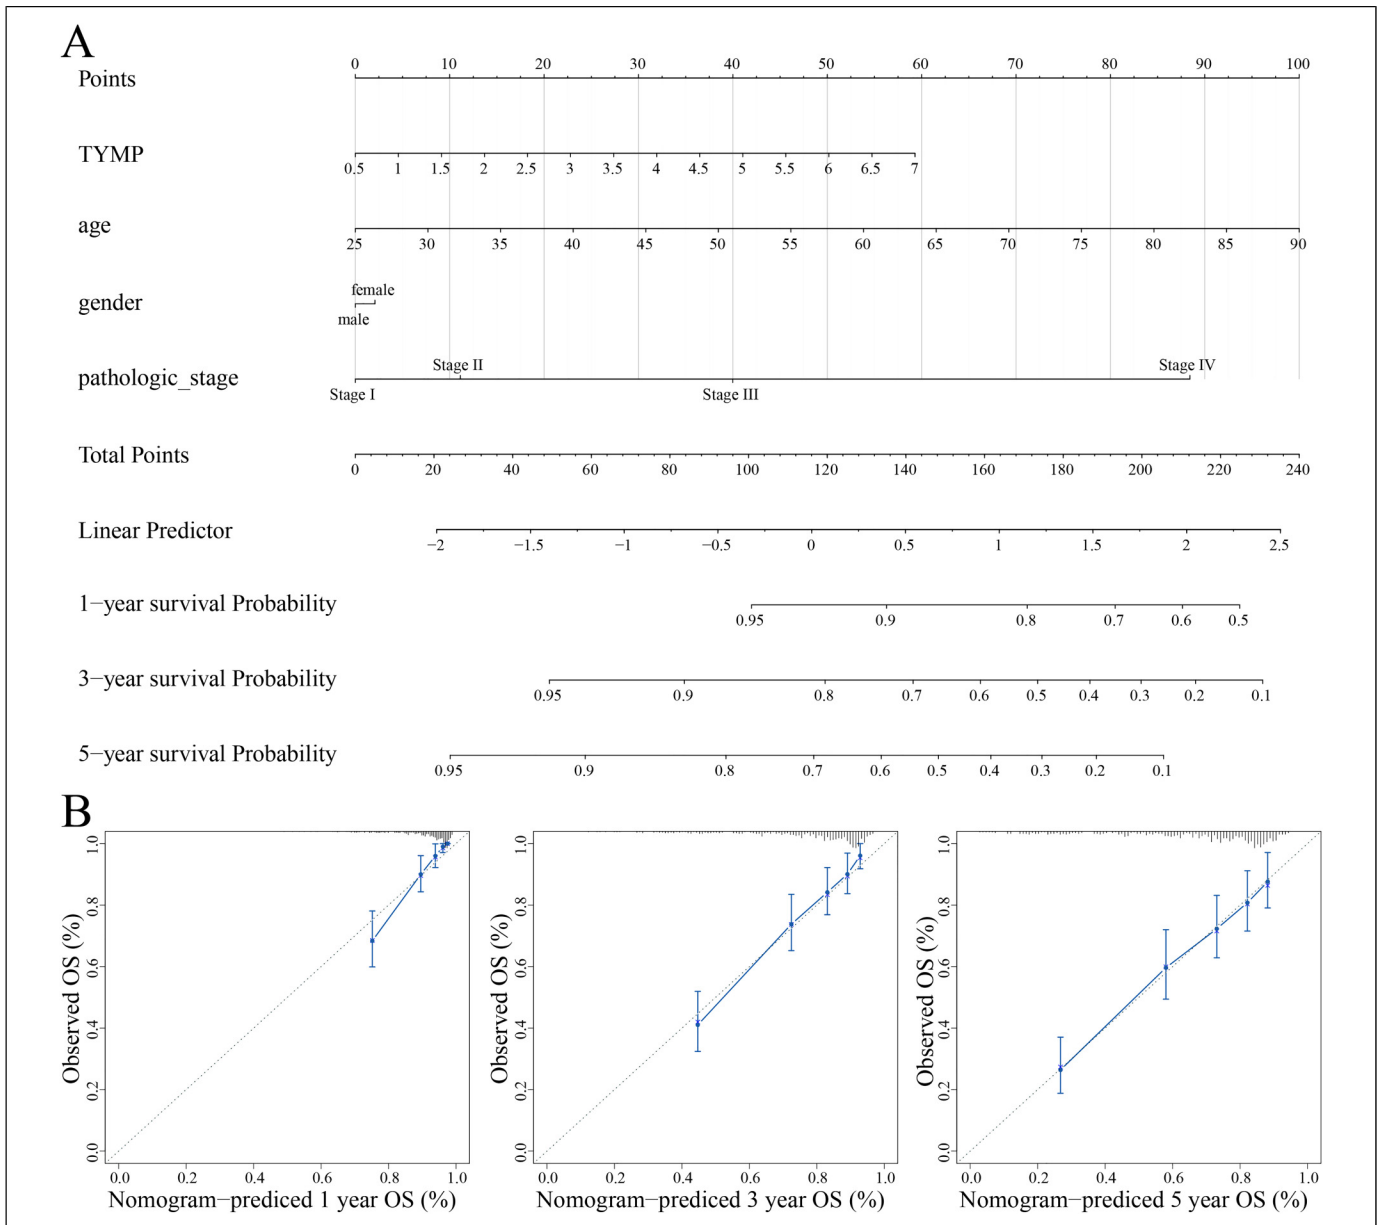 A
Points
0 10 20 30 40 50 60 70 80 90 100
TYMP
0.5 1 1.5 2 2.5 3 3.5 4 4.5 5 5.5 6 6.5 7
age
25 30 35 40 45 50 55 60 65 70 75 80 85 90
female
gender
male
Stage II Stage IV
pathologic_stage
Stage I Stage III
Total Points
0 20 40 60 80 100 120 140 160 180 200 220 240
Linear Predictor
−2 −1.5 −1 −0.5 0 0.5 1 1.5 2 2.5
1−year survival Probability
0.95 0.9 0.8 0.7 0.6 0.5
3−year survival Probability
0.95 0.9 0.8 0.7 0.6 0.5 0.4 0.3 0.2 0.1
5−year survival Probability
0.95 0.9 0.8 0.7 0.6 0.5 0.4 0.3 0.2 0.1
B
Observed OS (%)
0.0 0.2 0.4 0.6 0.8 1.0
0.0 0.2 0.4 0.6 0.8 1.0
Nomogram−prediced 1 year OS (%)
Observed OS (%)
0.0 0.2 0.4 0.6 0.8 1.0
0.0 0.2 0.4 0.6 0.8 1.0
Nomogram−prediced 3 year OS (%)
Observed OS (%)
0.0 0.2 0.4 0.6 0.8 1.0
0.0 0.2 0.4 0.6 0.8 1.0
Nomogram−prediced 5 year OS (%)